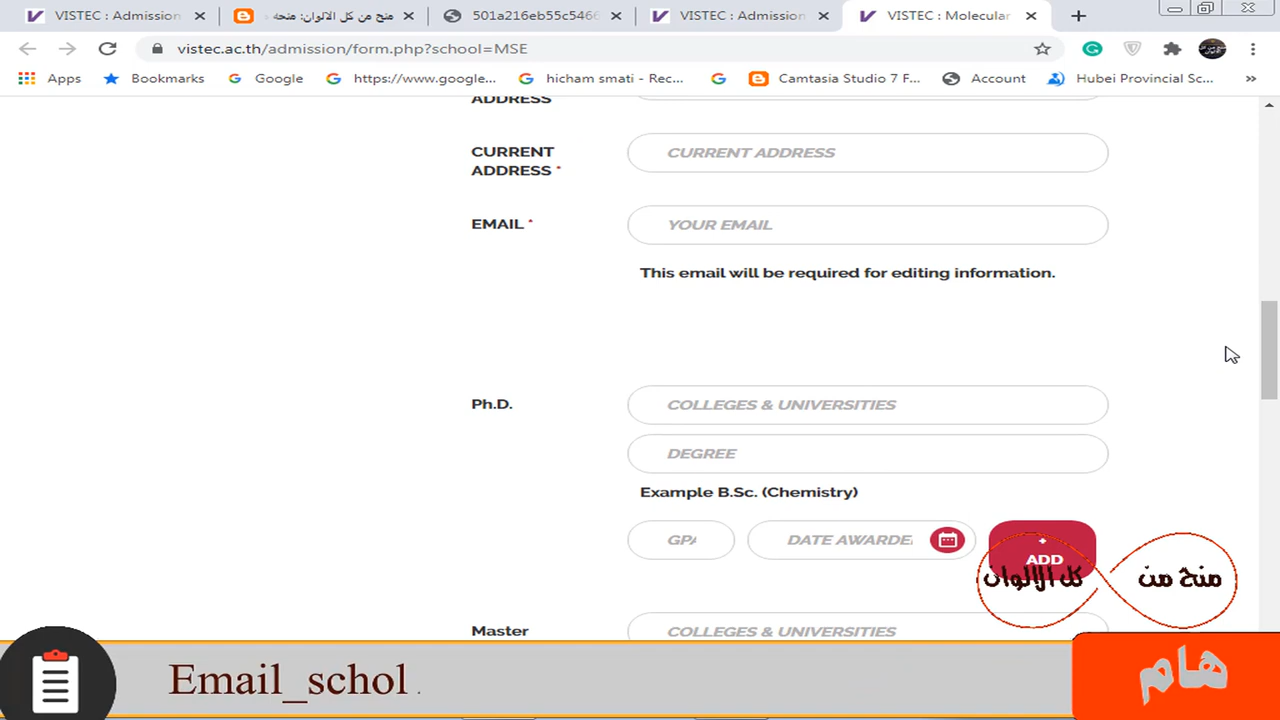 VISTEC : Admission
منح من كل الالوان: منحه
501a216eb55c5466
VISTEC : Admission
VISTEC : Molecular
vistec.ac.th/admission/form.php?school=MSE
Apps
Bookmarks
Google
https://www.google...
hicham smati - Rec...
Camtasia Studio 7 F...
Account
Hubei Provincial Sc...
»
ADDRESS
CURRENT ADDRESS
CURRENT
ADDRESS *
EMAIL *
YOUR EMAIL
This email will be required for editing information.
Ph.D.
COLLEGES & UNIVERSITIES
DEGREE
Example B.Sc. (Chemistry)
GPA
DATE AWARDED
+
ADD
منح من
كل الالوان
Master
COLLEGES & UNIVERSITIES
Email_schol .
هام